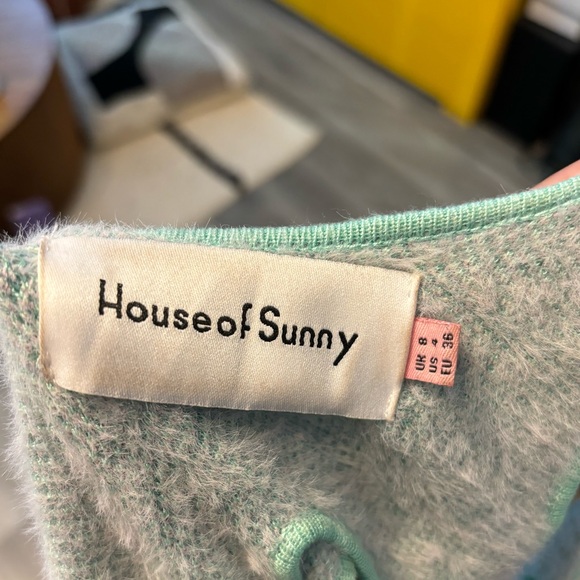 House of Sunny
UK 8
US 4
EU 36